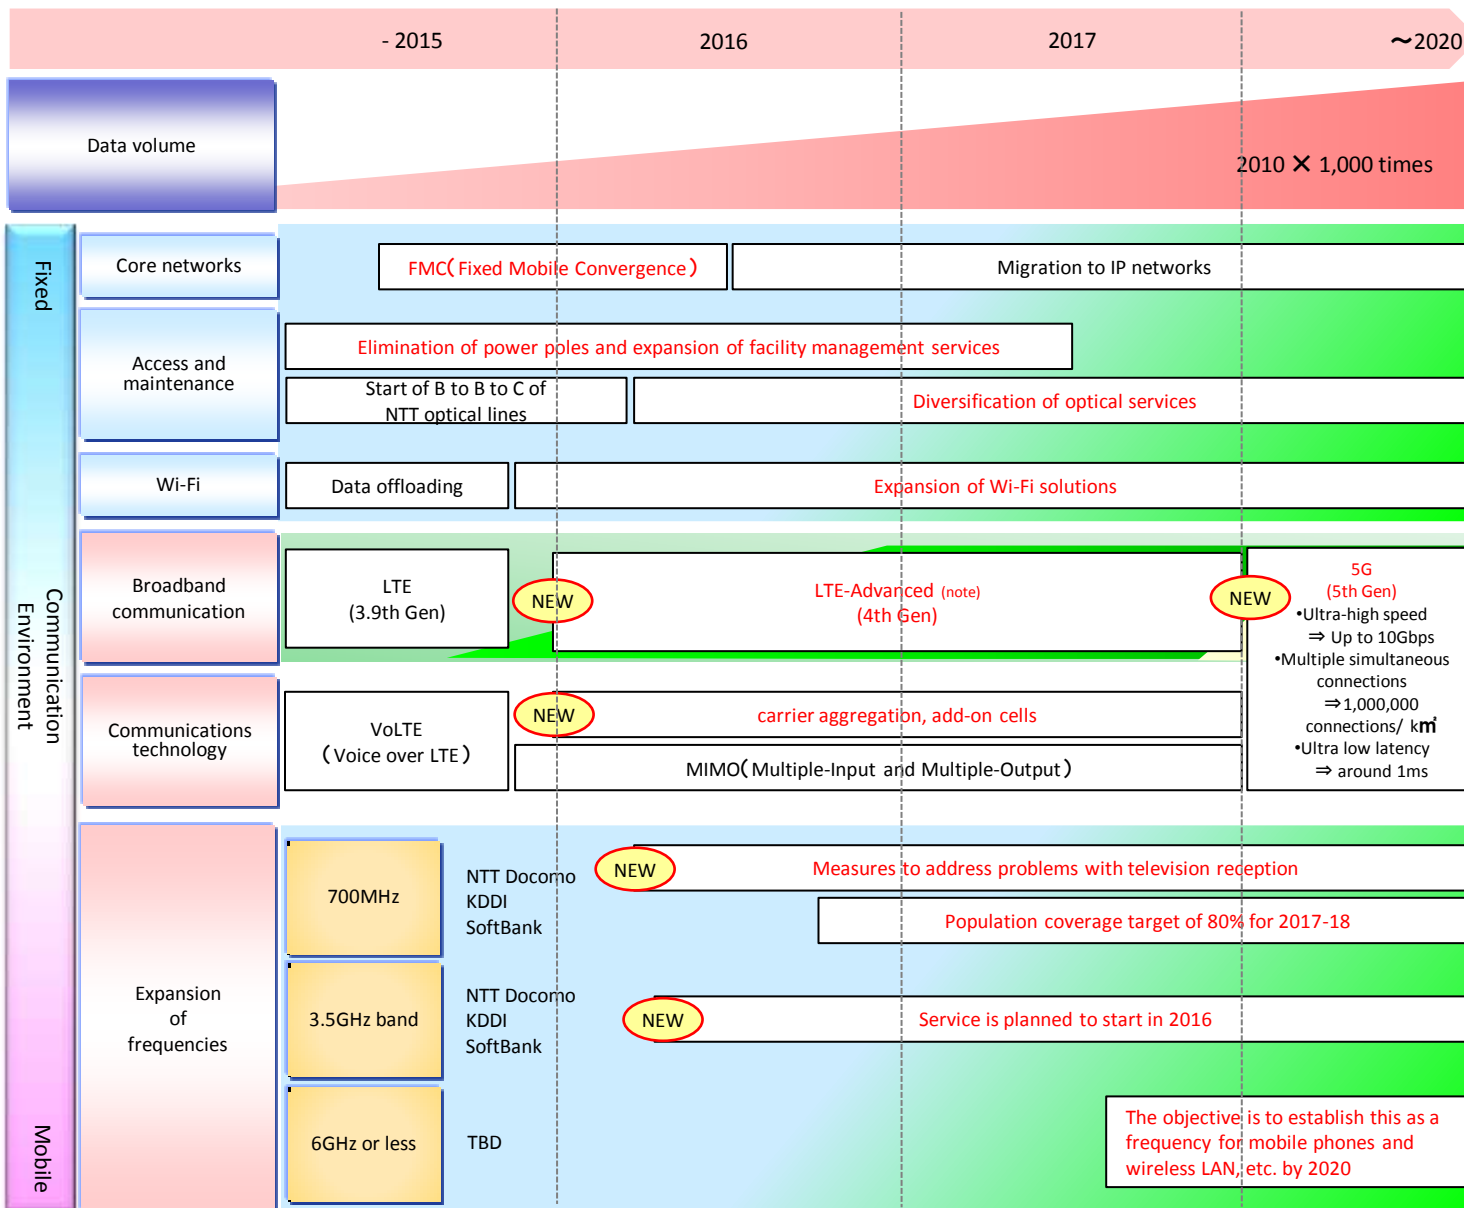 - 2015
2016
2017
～2020
Data volume
2010 ✕ 1,000 times
Fixed
Communication
Environment
Mobile
Core networks
FMC(Fixed Mobile Convergence)
Migration to IP networks
Access and
maintenance
Elimination of power poles and expansion of facility management services
Start of B to B to C of
NTT optical lines
Diversification of optical services
Wi-Fi
Data offloading
Expansion of Wi-Fi solutions
Broadband
communication
LTE
(3.9th Gen)
NEW
LTE-Advanced (note)
(4th Gen)
NEW
5G
(5th Gen)
•Ultra-high speed
⇒ Up to 10Gbps
•Multiple simultaneous
connections
⇒1,000,000
connections/ k㎡
•Ultra low latency
⇒ around 1ms
Communications
technology
VoLTE
(Voice over LTE)
NEW
carrier aggregation, add-on cells
MIMO(Multiple-Input and Multiple-Output)
Expansion
of
frequencies
700MHz
NTT Docomo
KDDI
SoftBank
NEW
Measures to address problems with television reception
Population coverage target of 80% for 2017-18
3.5GHz band
NTT Docomo
KDDI
SoftBank
NEW
Service is planned to start in 2016
6GHz or less
TBD
The objective is to establish this as a
frequency for mobile phones and
wireless LAN, etc. by 2020